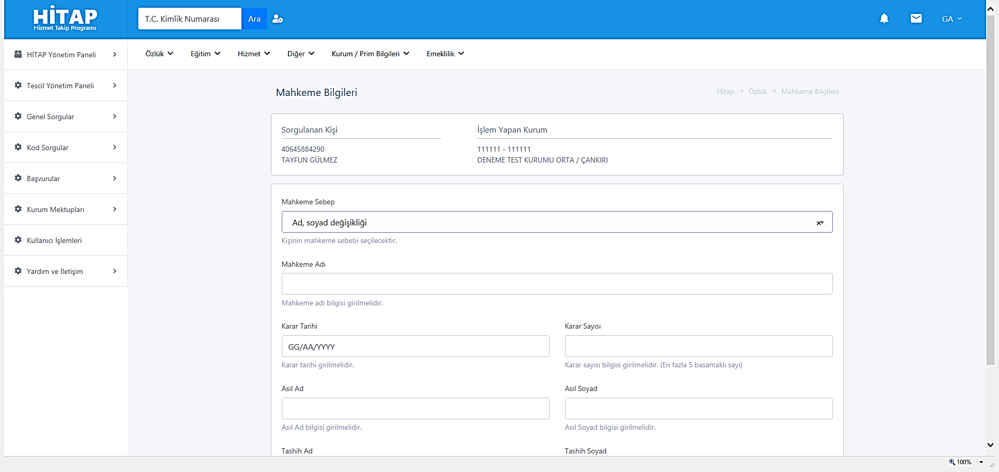 HİTAP
Hizmet Takip Programı
T.C. Kimlik Numarası
Ara
GA
HİTAP Yönetim Paneli
Tescil Yönetim Paneli
Genel Sorgular
Kod Sorgular
Başvurular
Kurum Mektupları
Kullanıcı İşlemleri
Yardım ve İletişim
Özlük Eğitim Hizmet Diğer Kurum / Prim Bilgileri Emeklilik
Mahkeme Bilgileri
Hitap > Özlük > Mahkeme Bilgileri
Sorgulanan Kişi
40645884290
TAYFUN GÜLMEZ
İşlem Yapan Kurum
111111 - 111111
DENEME TEST KURUMU ORTA / ÇANKIRI
Mahkeme Sebep
Ad, soyad değişikliği
Kişinin mahkeme sebebi seçilecektir.
Mahkeme Adı
Mahkeme adı bilgisi girilmelidir.
Karar Tarihi
GG/AA/YYYY
Karar tarihi girilmelidir.
Karar Sayısı
Karar sayısı bilgisi girilmelidir. (En fazla 5 basamaklı sayı)
Asıl Ad
Asıl Ad bilgisi girilmelidir.
Asıl Soyad
Asıl Soyad bilgisi girilmelidir.
Tashih Ad
Tashih Soyad
100%